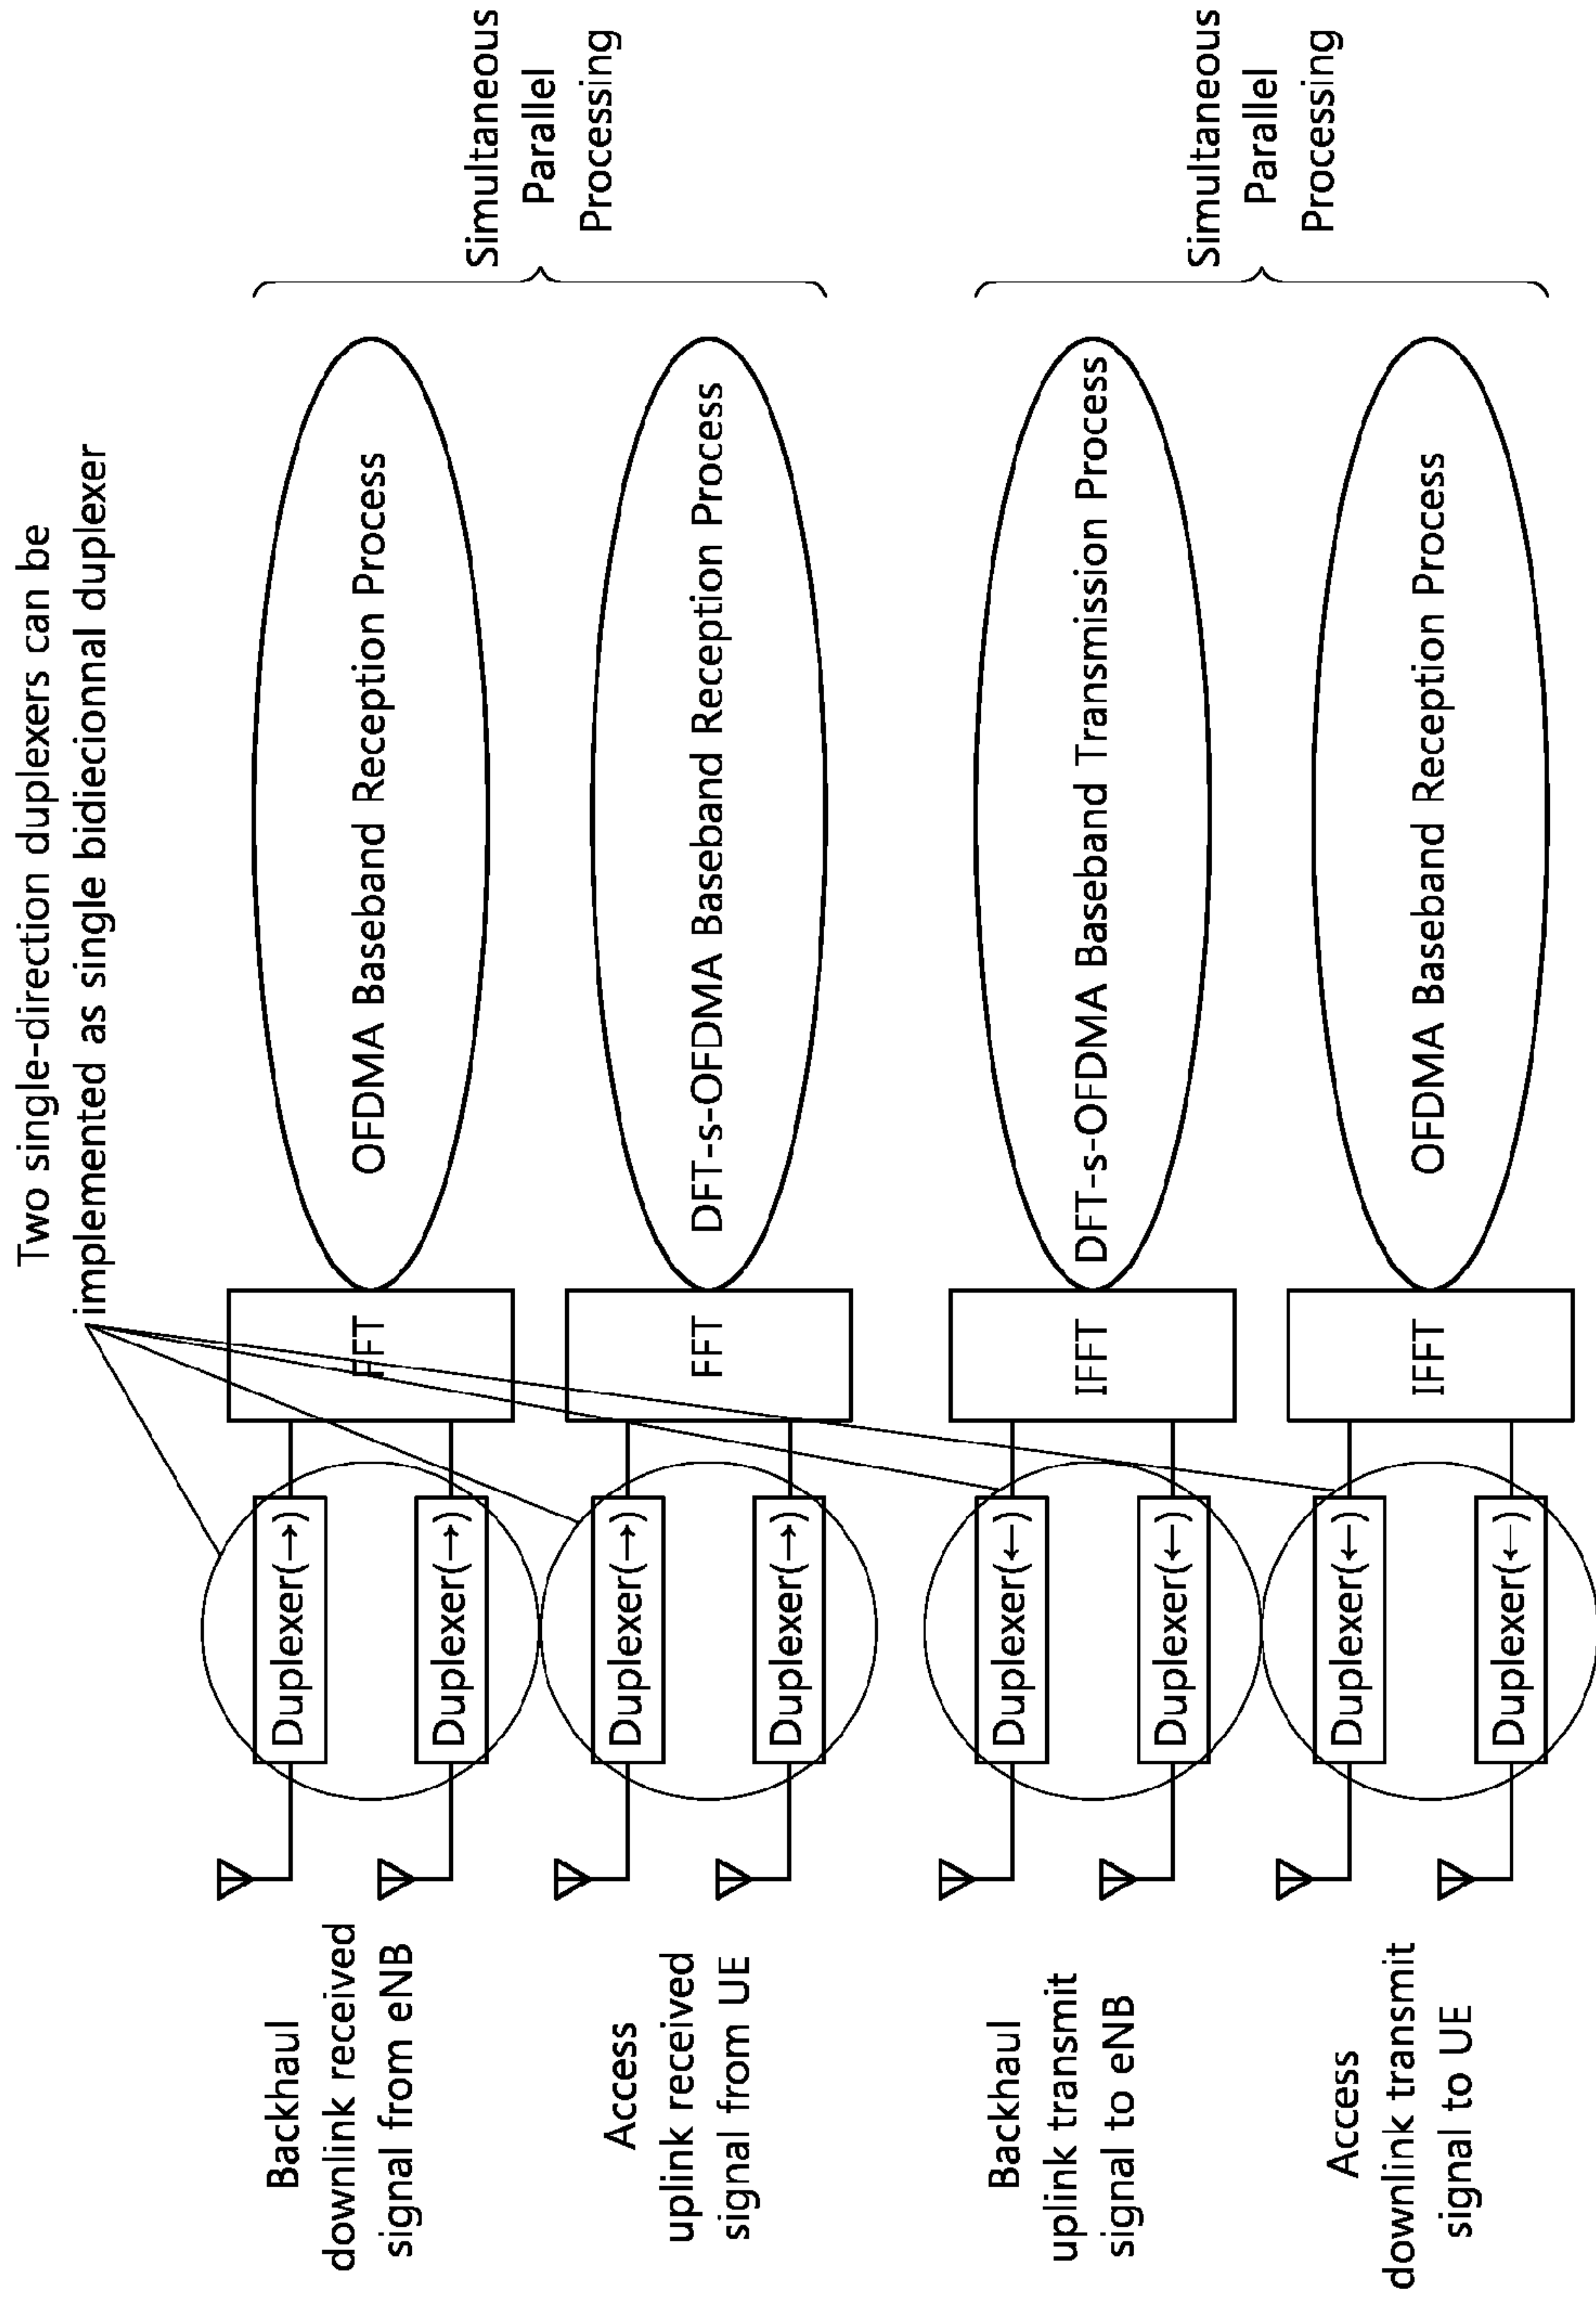 Two single-direction duplexers can be
implemented as single bidiecionnal duplexer
Backhaul
downlink received
signal from eNB
Duplexer(→)
Duplexer(→)
FFT
OFDMA Baseband Reception Process
Access
uplink received
signal from UE
Duplexer(→)
Duplexer(→)
FFT
DFT-s-OFDMA Baseband Reception Process
Simultaneous
Parallel
Processing
Backhaul
uplink transmit
signal to eNB
Duplexer(←)
Duplexer(←)
IFFT
DFT-s-OFDMA Baseband Transmission Process
Access
downlink transmit
signal to UE
Duplexer(←)
Duplexer(←)
IFFT
OFDMA Baseband Reception Process
Simultaneous
Parallel
Processing